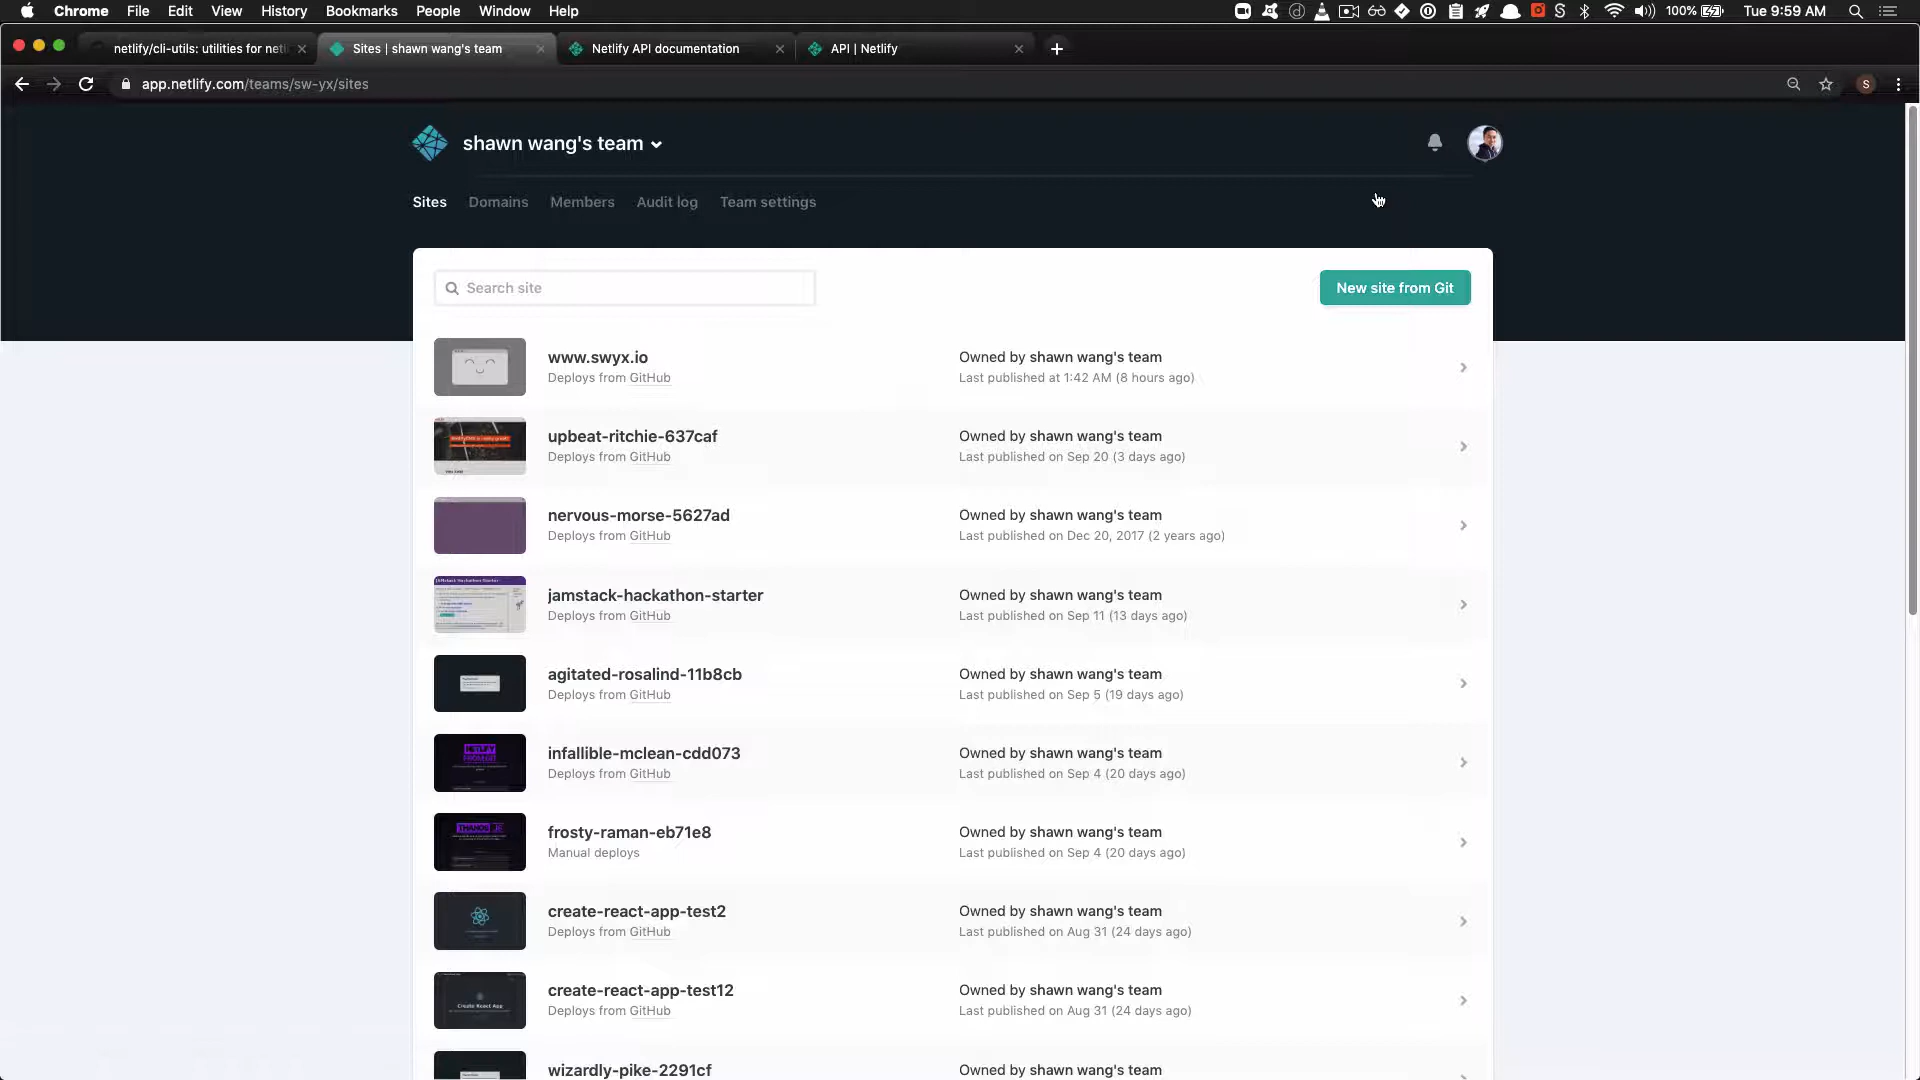 Chrome File Edit View History Bookmarks People Window Help 100% Tue 9:59 AM
netlify/cli-utils: utilities for netl
Sites | shawn wang's team
Netlify API documentation
API | Netlify
app.netlify.com/teams/sw-yx/sites
S
shawn wang's team
Sites Domains Members Audit log Team settings
Search site
New site from Git
www.swyx.io
Deploys from GitHub
Owned by shawn wang's team
Last published at 1:42 AM (8 hours ago)
upbeat-ritchie-637caf
Deploys from GitHub
Owned by shawn wang's team
Last published on Sep 20 (3 days ago)
nervous-morse-5627ad
Deploys from GitHub
Owned by shawn wang's team
Last published on Dec 20, 2017 (2 years ago)
jamstack-hackathon-starter
Deploys from GitHub
Owned by shawn wang's team
Last published on Sep 11 (13 days ago)
agitated-rosalind-11b8cb
Deploys from GitHub
Owned by shawn wang's team
Last published on Sep 5 (19 days ago)
infallible-mclean-cdd073
Deploys from GitHub
Owned by shawn wang's team
Last published on Sep 4 (20 days ago)
frosty-raman-eb71e8
Manual deploys
Owned by shawn wang's team
Last published on Sep 4 (20 days ago)
create-react-app-test2
Deploys from GitHub
Owned by shawn wang's team
Last published on Aug 31 (24 days ago)
Create React App
create-react-app-test12
Deploys from GitHub
Owned by shawn wang's team
Last published on Aug 31 (24 days ago)
wizardly-pike-2291cf
Owned by shawn wang's team